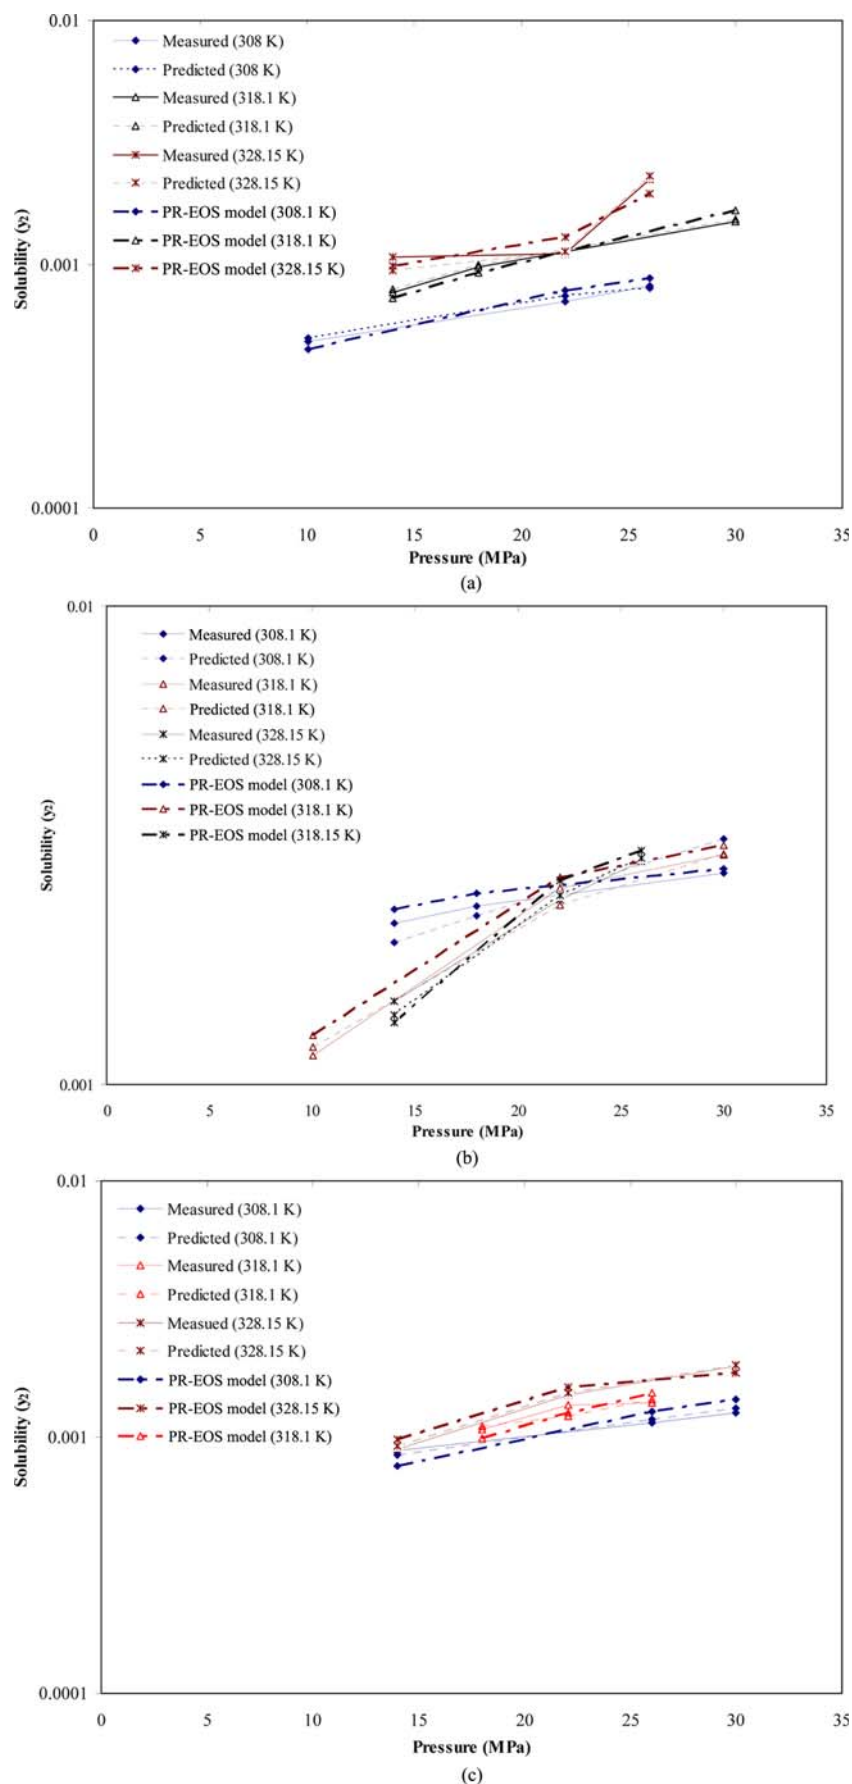 0.01
Measured (308 K)
Predicted (308 K)
Measured (318.1 K)
Predicted (318.1 K)
Measured (328.15 K)
Predicted (328.15 K)
PR-EOS model (308.1 K)
PR-EOS model (318.1 K)
PR-EOS model (328.15 K)
Solubility (y2)
0.001
0.0001
0 5 10 15 20 25 30 35
Pressure (MPa)
(a)
0.01
Measured (308.1 K)
Predicted (308.1 K)
Measured (318.1 K)
Predicted (318.1 K)
Measured (328.15 K)
Predicted (328.15 K)
PR-EOS model (308.1 K)
PR-EOS model (318.1 K)
PR-EOS model (318.15 K)
Solubility (y2)
0.001
0 5 10 15 20 25 30 35
Pressure (MPa)
(b)
0.01
Measured (308.1 K)
Predicted (308.1 K)
Measured (318.1 K)
Predicted (318.1 K)
Measued (328.15 K)
Predicted (328.15 K)
PR-EOS model (308.1 K)
PR-EOS model (328.15 K)
PR-EOS model (318.1 K)
Solubility (y2)
0.001
0.0001
0 5 10 15 20 25 30 35
Pressure (MPa)
(c)